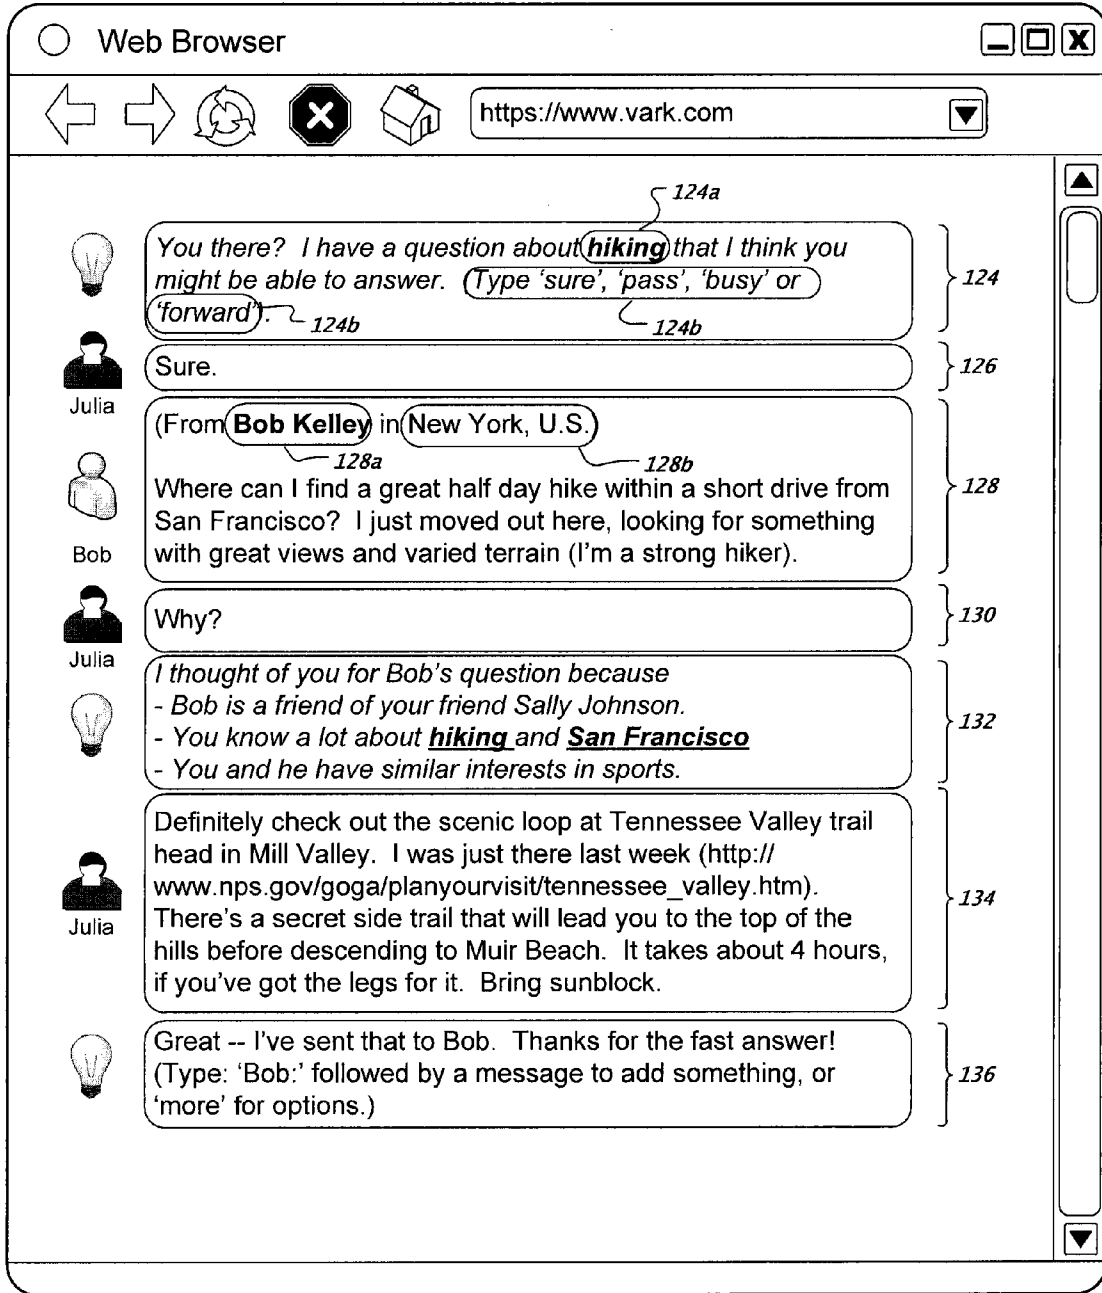 Web Browser
https://www.vark.com
124a
You there? I have a question about hiking that I think you
might be able to answer. (Type 'sure', 'pass', 'busy' or
'forward').
124b
124b
124
Julia
Sure.
126
(From Bob Kelley in New York, U.S.)
128a
128b
Where can I find a great half day hike within a short drive from
San Francisco? I just moved out here, looking for something
with great views and varied terrain (I'm a strong hiker).
Bob
128
Why?
Julia
130
I thought of you for Bob's question because
- Bob is a friend of your friend Sally Johnson.
- You know a lot about hiking and San Francisco
- You and he have similar interests in sports.
132
Definitely check out the scenic loop at Tennessee Valley trail
head in Mill Valley. I was just there last week (http://
www.nps.gov/goga/planyourvisit/tennessee_valley.htm).
There's a secret side trail that will lead you to the top of the
hills before descending to Muir Beach. It takes about 4 hours,
if you've got the legs for it. Bring sunblock.
Julia
134
Great -- I've sent that to Bob. Thanks for the fast answer!
(Type: 'Bob:' followed by a message to add something, or
'more' for options.)
136